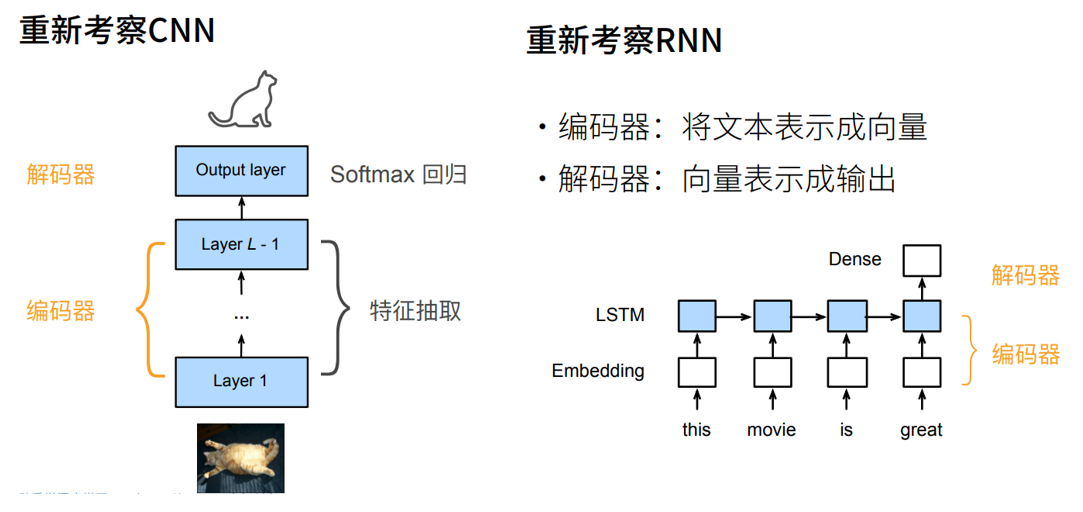 重新考察CNN
解码器
Output layer
Softmax 回归
Layer L - 1
编码器
...
特征抽取
Layer 1
重新考察RNN
• 编码器：将文本表示成向量
• 解码器：向量表示成输出
Dense
解码器
LSTM
编码器
Embedding
this movie is great